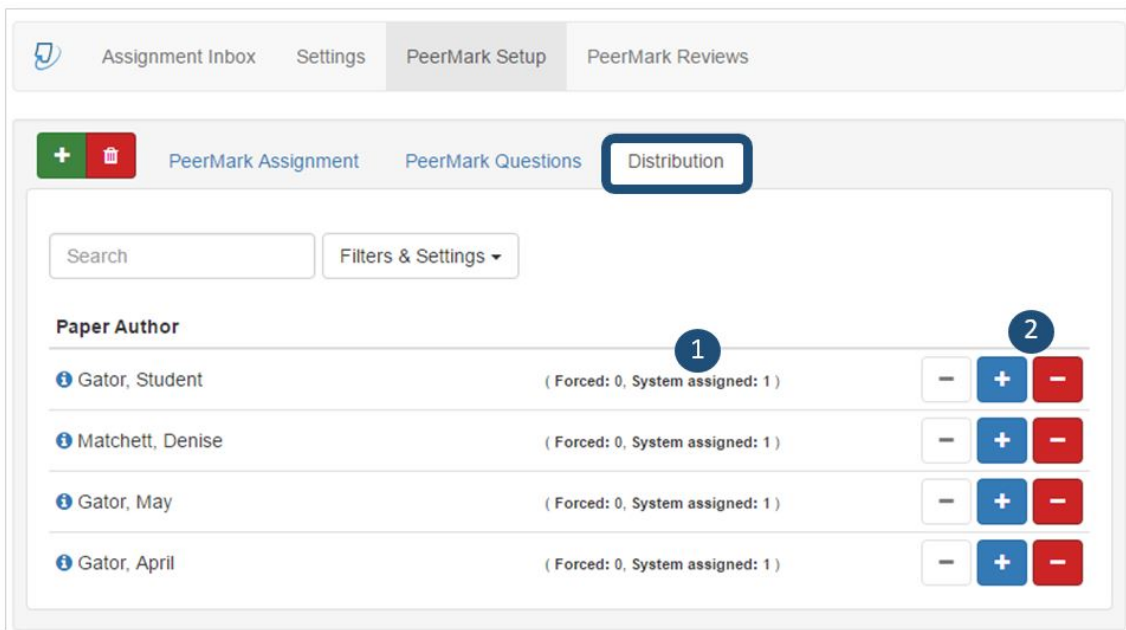 Assignment Inbox Settings PeerMark Setup PeerMark Reviews
PeerMark Assignment PeerMark Questions Distribution
Search Filters & Settings
Paper Author
1 2
Gator, Student ( Forced: 0, System assigned: 1 )
Matchett, Denise ( Forced: 0, System assigned: 1 )
Gator, May ( Forced: 0, System assigned: 1 )
Gator, April ( Forced: 0, System assigned: 1 )